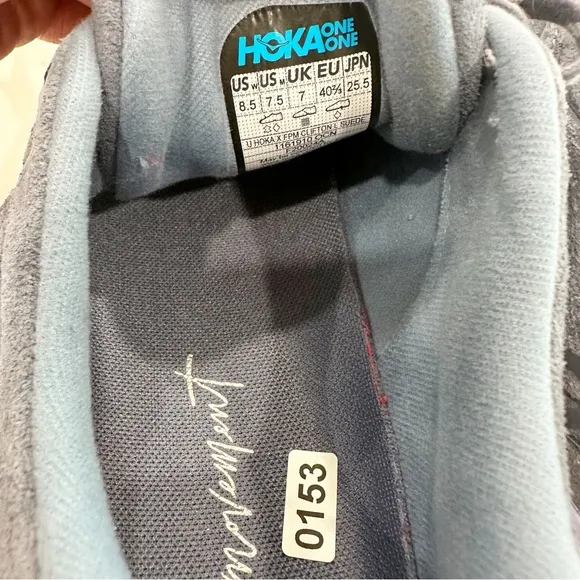 HOKA ONE ONE
US W US M UK EU JPN
8.5 7.5 7 40⅔ 25.5
U HOKA X FPM CLIFTON L SUEDE
movement
0153